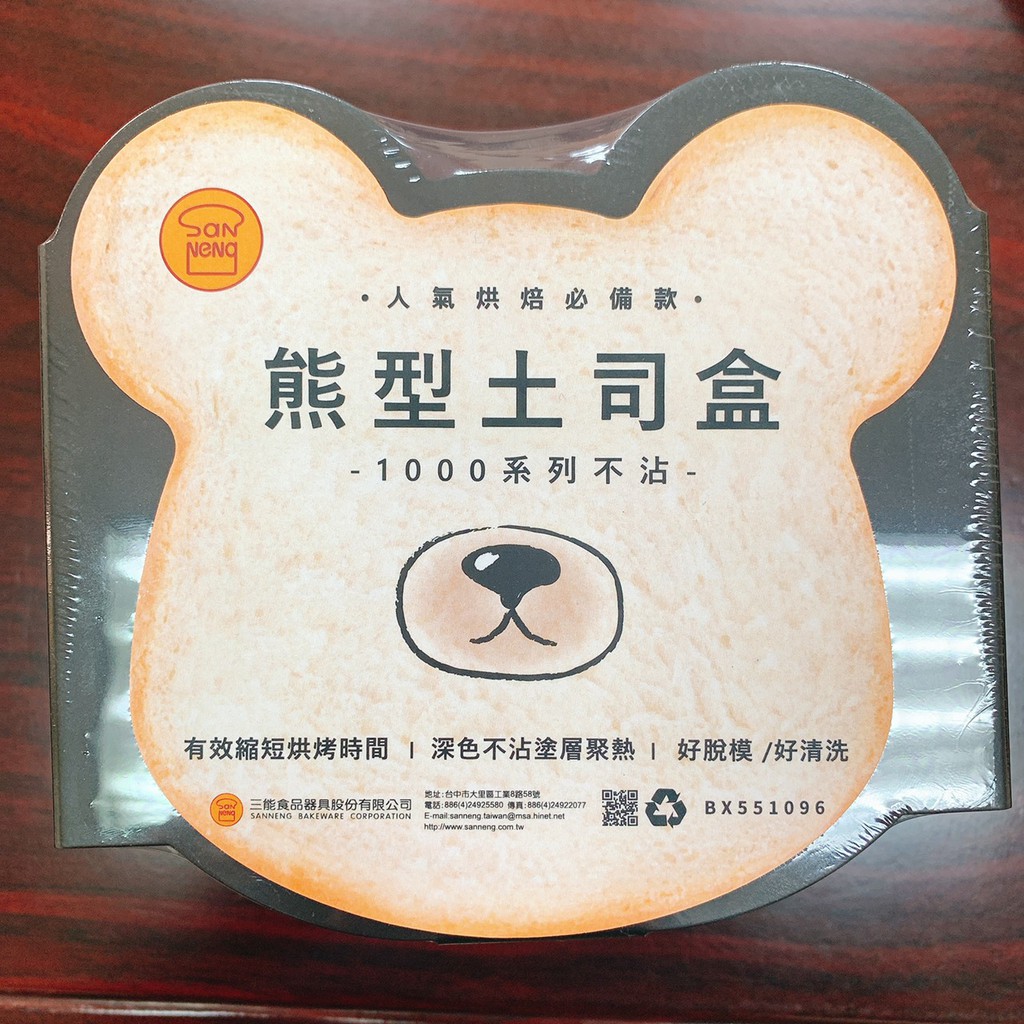 San
Neng
・人氣烘焙必備款・
熊型土司盒
-1000系列不沾-
有效縮短烘烤時間 | 深色不沾塗層聚熱 | 好脫模/好清洗
San
Neng
三能食品器具股份有限公司
SANNENG BAKEWARE CORPORATION
地址:台中市大里區工業8路58號
電話:886(4)24925580 傳真:886(4)24922077
E-mail:sanneng.taiwan@msa.hinet.net
http://www.sanneng.com.tw
BX551096